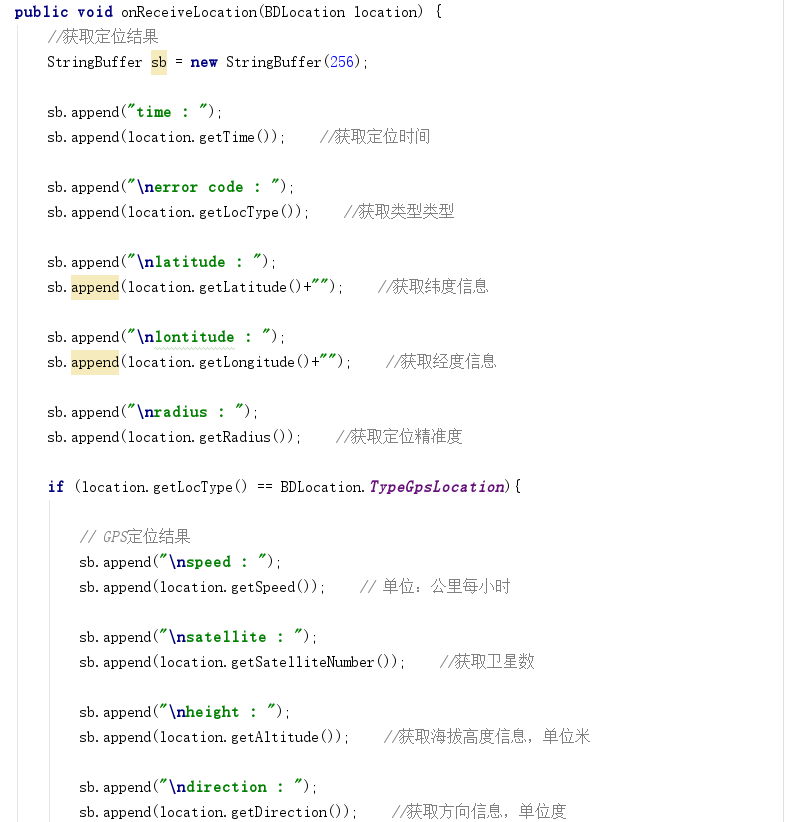 public void onReceiveLocation(BDLocation location) {
//获取定位结果
StringBuffer sb = new StringBuffer(256);
sb.append("time : ");
sb.append(location.getTime());    //获取定位时间
sb.append("\nerror code : ");
sb.append(location.getLocType());    //获取类型类型
sb.append("\nlatitude : ");
sb.append(location.getLatitude()+"");    //获取纬度信息
sb.append("\nlontitude : ");
sb.append(location.getLongitude()+"");    //获取经度信息
sb.append("\nradius : ");
sb.append(location.getRadius());    //获取定位精准度
if (location.getLocType() == BDLocation.TypeGpsLocation){
// GPS定位结果
sb.append("\nspeed : ");
sb.append(location.getSpeed());    // 单位：公里每小时
sb.append("\nsatellite : ");
sb.append(location.getSatelliteNumber());    //获取卫星数
sb.append("\nheight : ");
sb.append(location.getAltitude());    //获取海拔高度信息，单位米
sb.append("\ndirection : ");
sb.append(location.getDirection());    //获取方向信息，单位度